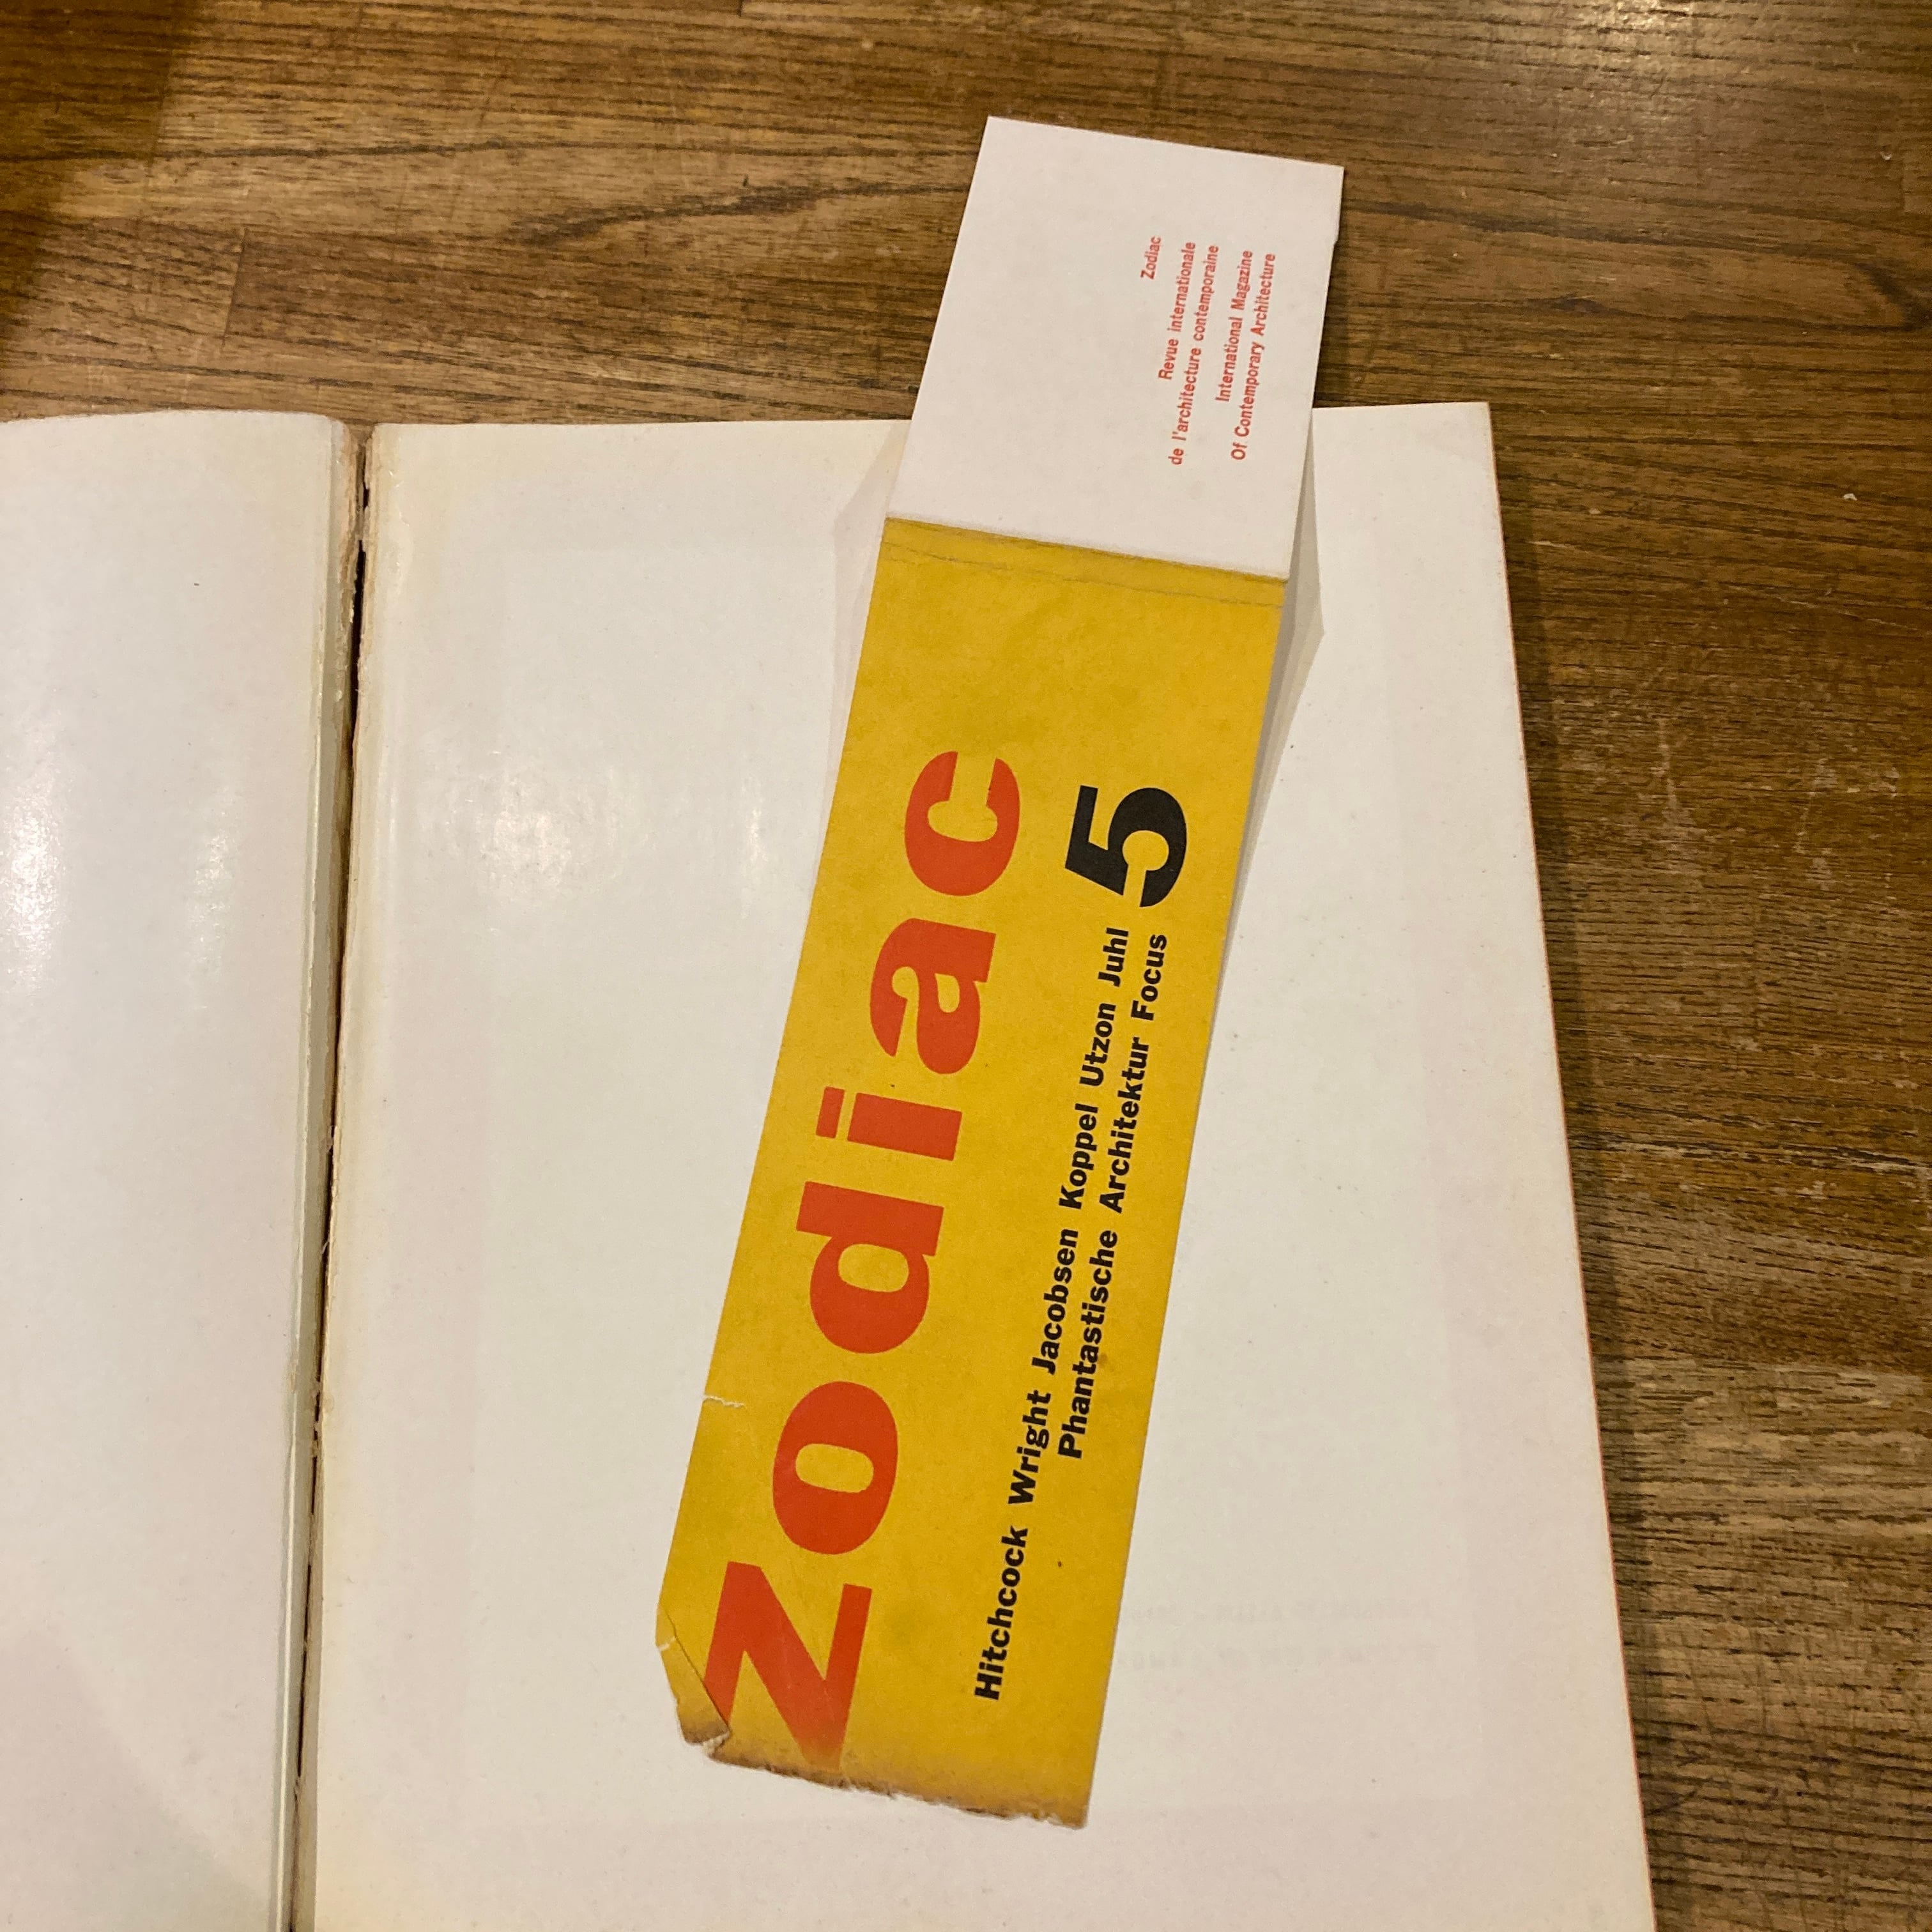 Zodiac
Revue internationale
de l'architecture contemporaine
International Magazine
Of Contemporary Architecture
Zodiac
5
Hitchcock Wright Jacobsen Koppel Utzon Juhl
Phantastische Architektur Focus